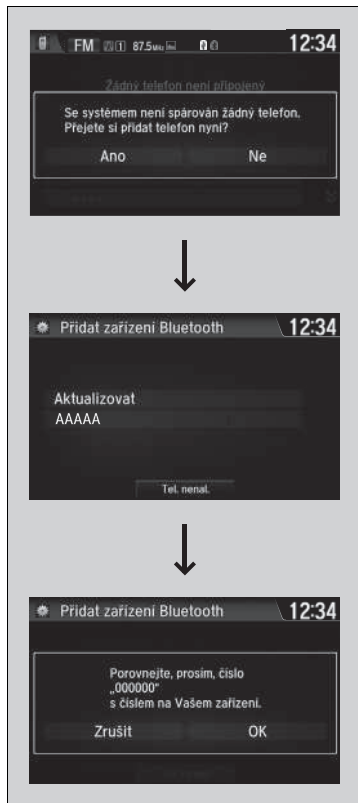 FM 1 87.5MHz 12:34
Žádný telefon není připojený
Se systémem není spárován žádný telefon.
Přejete si přidat telefon nyní?
Ano Ne
Přidat zařízení Bluetooth 12:34
Aktualizovat
AAAAA
Tel. nenal.
Přidat zařízení Bluetooth 12:34
Porovnejte, prosím, číslo
„000000"
s číslem na Vašem zařízení.
Zrušit OK